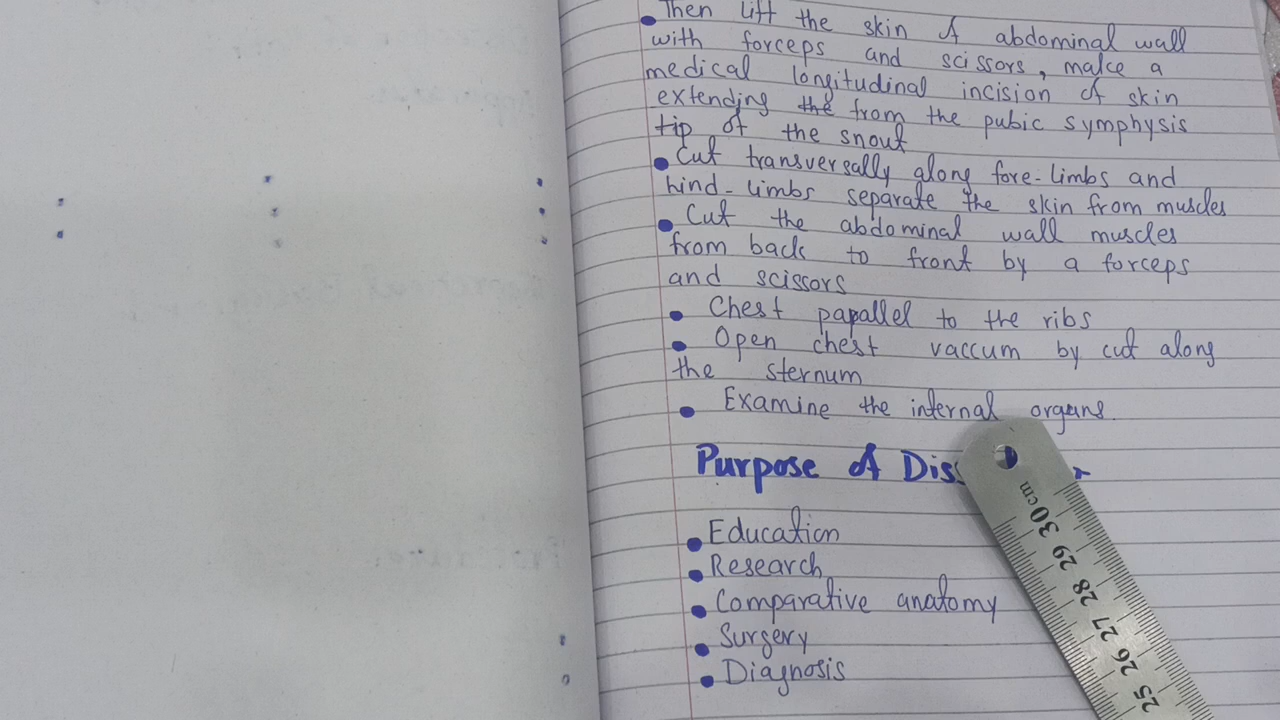 Then lift the skin of abdominal wall
with forceps and scissors, make a
medical longitudinal incision of skin
extending the from the pubic symphysis
tip of the snout
Cut transversally along fore-limbs and
hind-limbs separate the skin from muscles
Cut the abdominal wall muscles
from back to front by a forceps
and scissors
Chest papallel to the ribs
Open chest vaccum by cut along
the sternum
Examine the internal organs.
Purpose of
Education
Research
Comparative anatomy
Surgery
Diagnosis
30cm
29
28
27
26
25